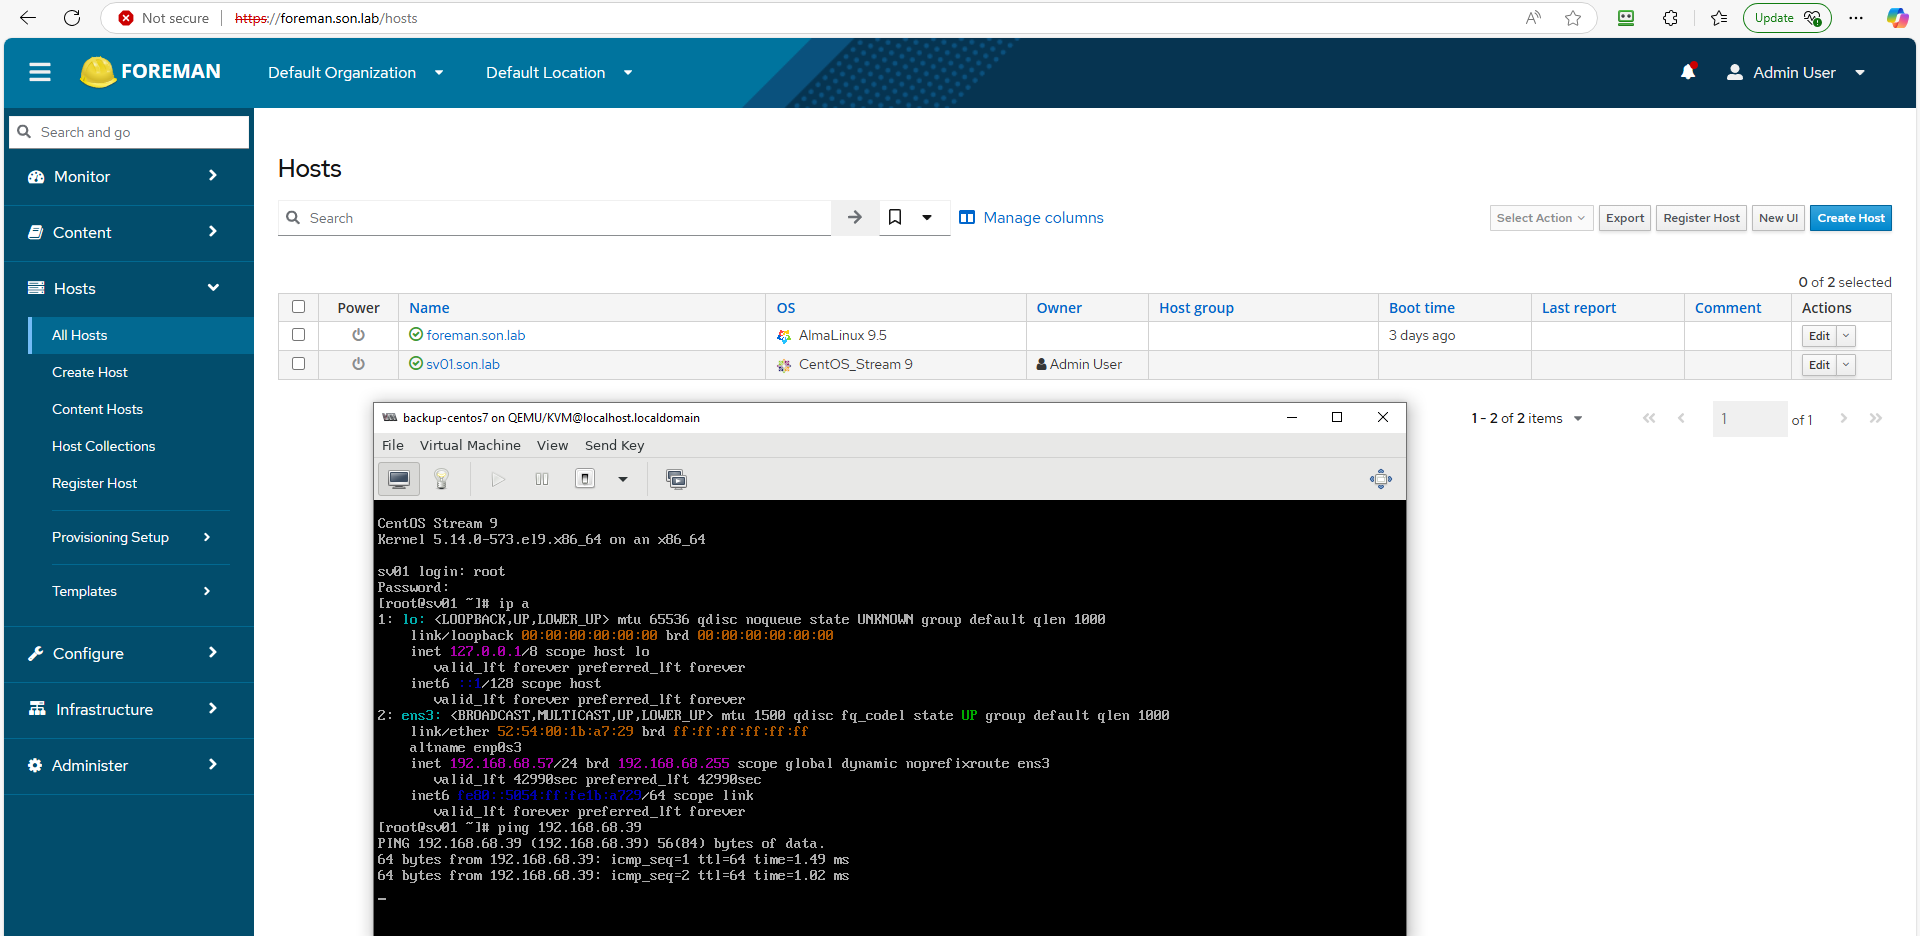 Not secure
https://foreman.son.lab/hosts
Update
FOREMAN
Default Organization
Default Location
Admin User
Search and go
Monitor
Content
Hosts
All Hosts
Create Host
Content Hosts
Host Collections
Register Host
Provisioning Setup
Templates
Configure
Infrastructure
Administer
Hosts
Search
Manage columns
Select Action
Export
Register Host
New UI
Create Host
0 of 2 selected
Power Name OS Owner Host group Boot time Last report Comment Actions
foreman.son.lab AlmaLinux 9.5 3 days ago Edit
sv01.son.lab CentOS_Stream 9 Admin User Edit
1 - 2 of 2 items
1 of 1
backup-centos7 on QEMU/KVM@localhost.localdomain
File Virtual Machine View Send Key
CentOS Stream 9
Kernel 5.14.0-573.el9.x86_64 on an x86_64
sv01 login: root
Password:
[root@sv01 ~]# ip a
1: lo: <LOOPBACK,UP,LOWER_UP> mtu 65536 qdisc noqueue state UNKNOWN group default qlen 1000
link/loopback 00:00:00:00:00:00 brd 00:00:00:00:00:00
inet 127.0.0.1/8 scope host lo
valid_lft forever preferred_lft forever
inet6 ::1/128 scope host
valid_lft forever preferred_lft forever
2: ens3: <BROADCAST,MULTICAST,UP,LOWER_UP> mtu 1500 qdisc fq_codel state UP group default qlen 1000
link/ether 52:54:00:1b:a7:29 brd ff:ff:ff:ff:ff:ff
altname enp0s3
inet 192.168.68.57/24 brd 192.168.68.255 scope global dynamic noprefixroute ens3
valid_lft 42990sec preferred_lft 42990sec
inet6 fe80::5054:ff:fe1b:a729/64 scope link
valid_lft forever preferred_lft forever
[root@sv01 ~]# ping 192.168.68.39
PING 192.168.68.39 (192.168.68.39) 56(84) bytes of data.
64 bytes from 192.168.68.39: icmp_seq=1 ttl=64 time=1.49 ms
64 bytes from 192.168.68.39: icmp_seq=2 ttl=64 time=1.02 ms